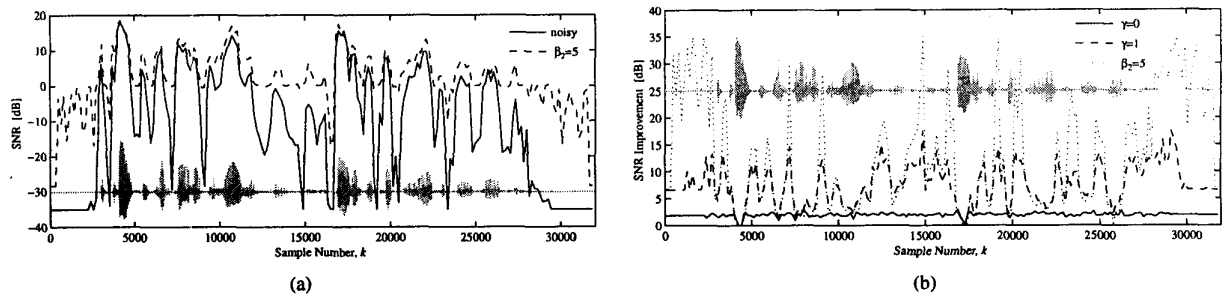 20
10
0
−10
−20
−30
−40
SNR [dB]
noisy
β₂=5
0 5000 10000 15000 20000 25000 30000
Sample Number, k
(a)
40
35
30
25
20
15
10
5
0
SNR Improvement [dB]
γ=0
γ=1
β₂=5
0 5000 10000 15000 20000 25000 30000
Sample Number, k
(b)